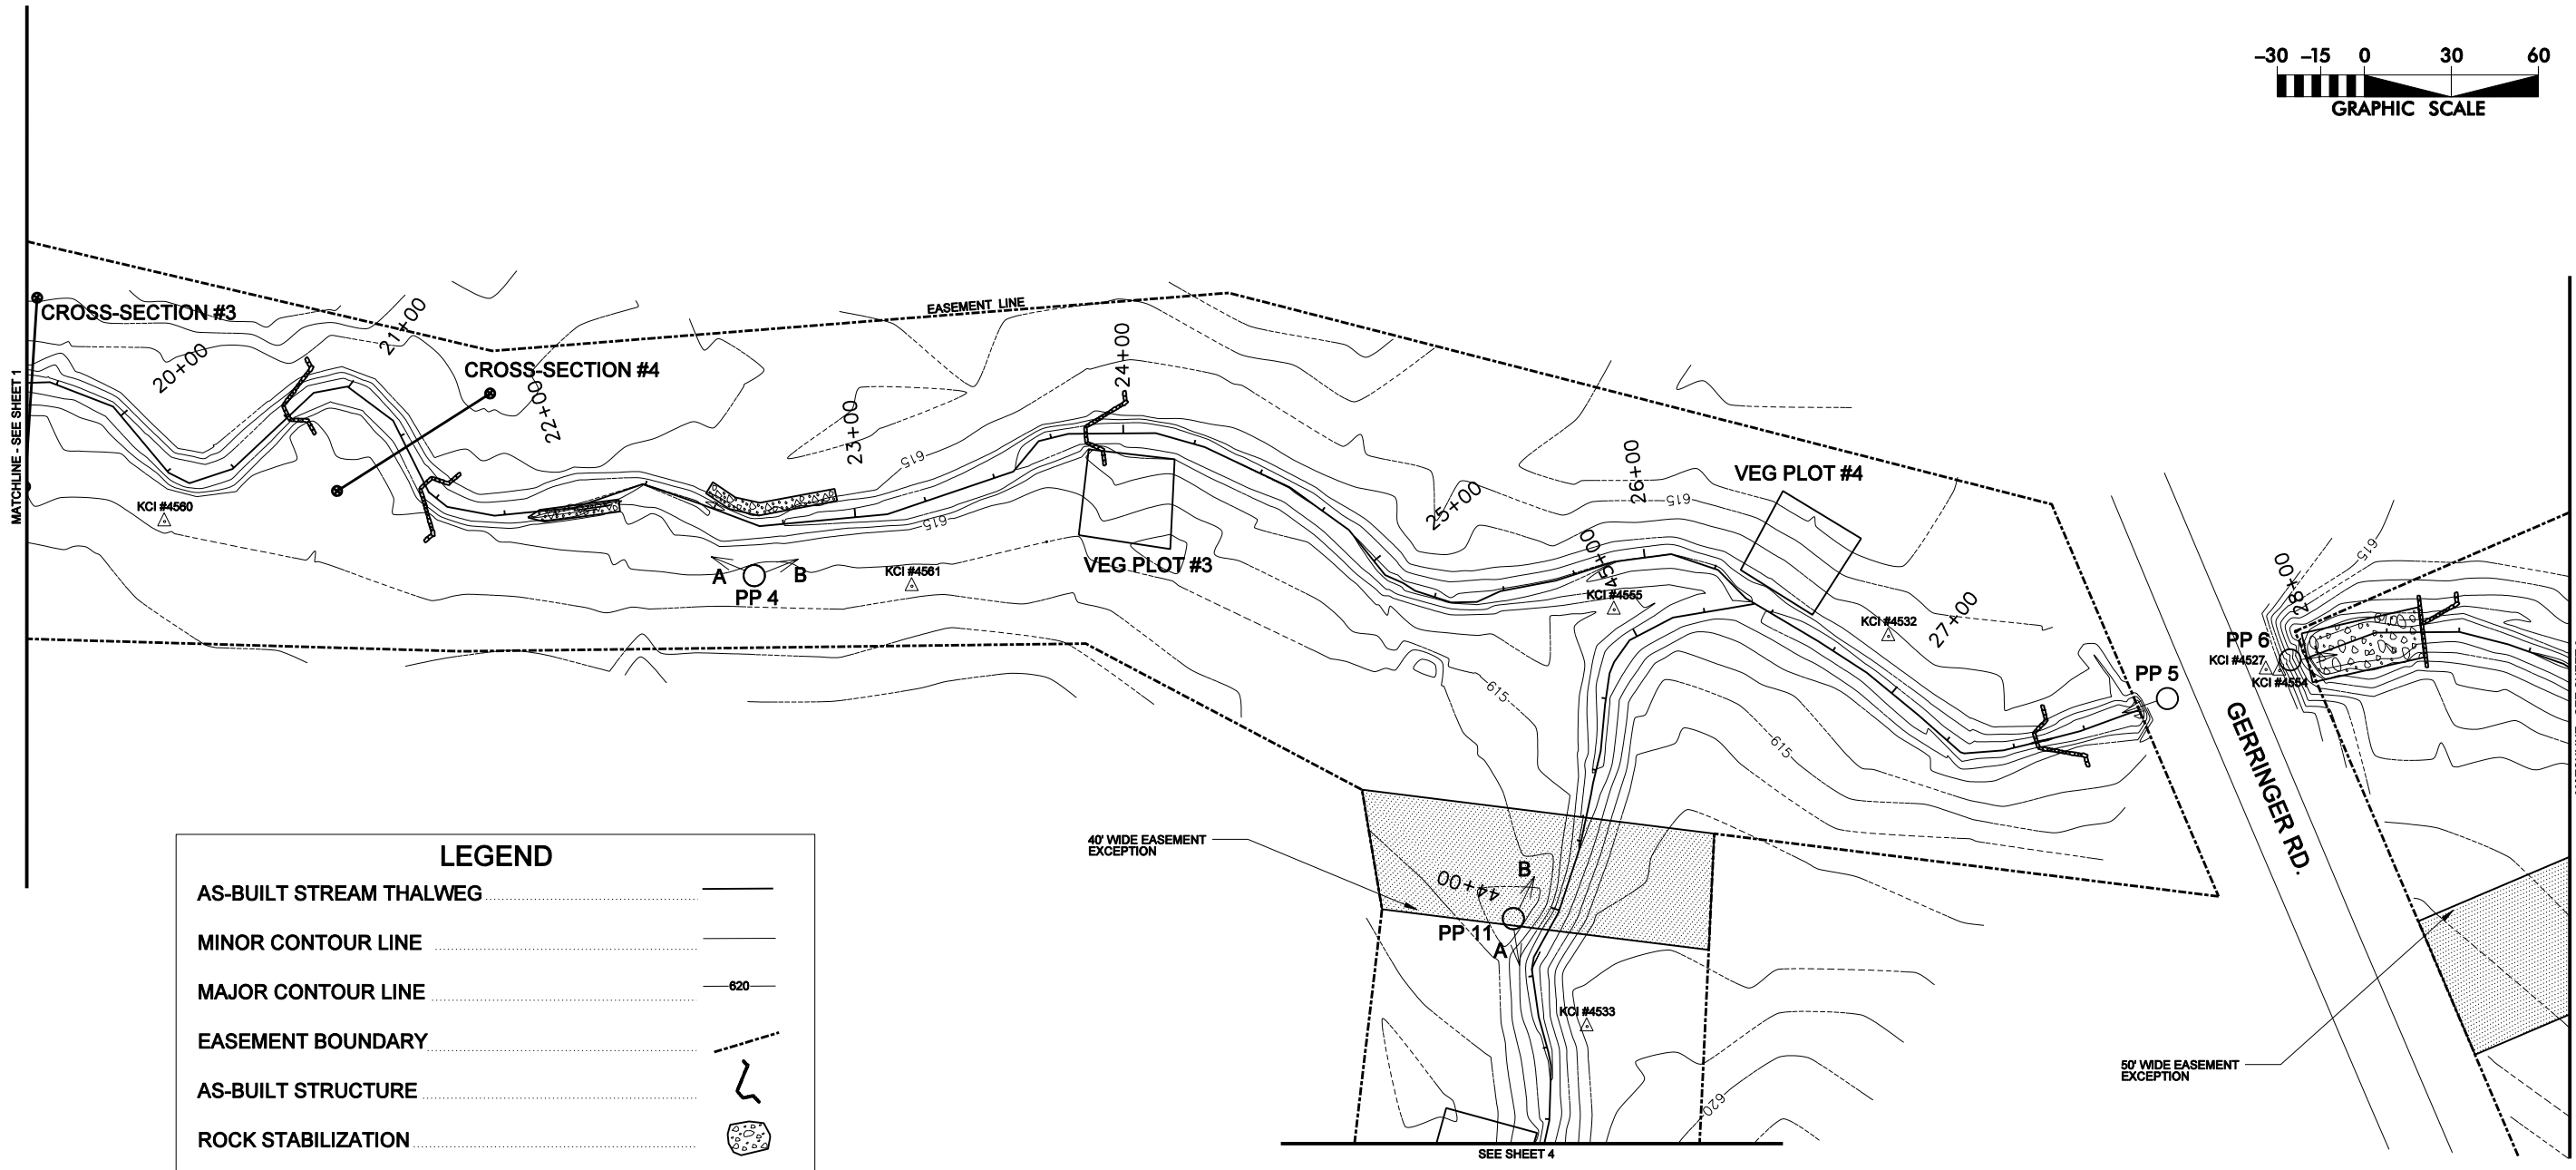 -30 -15 0 30 60
GRAPHIC SCALE
MATCHLINE - SEE SHEET 1
EASEMENT LINE
CROSS-SECTION #3
20+00
21+00
CROSS-SECTION #4
22+00
23+00
24+00
615
615
25+00
26+00
615
VEG PLOT #4
KCI #4560
VEG PLOT #3
A
B
PP 4
KCI #4561
45+00
KCI #4555
KCI #4532
27+00
28+00
615
PP 6
KCI #4527
KCI #4554
PP 5
615
615
GERRINGER RD.
40' WIDE EASEMENT
EXCEPTION
44+00
B
PP 11
A
KCI #4533
620
50' WIDE EASEMENT
EXCEPTION
SEE SHEET 4
LEGEND
AS-BUILT STREAM THALWEG
MINOR CONTOUR LINE
MAJOR CONTOUR LINE
620
EASEMENT BOUNDARY
AS-BUILT STRUCTURE
ROCK STABILIZATION